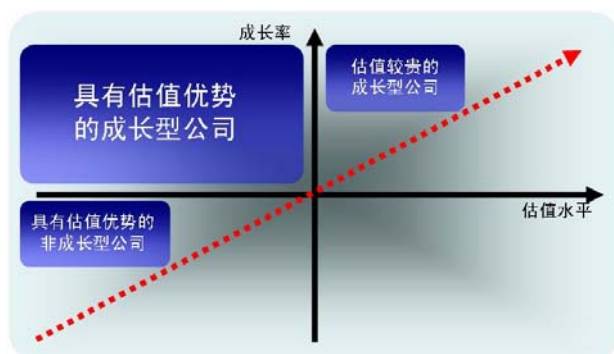 成长率
具有估值优势
的成长型公司
估值较贵的
成长型公司
估值水平
具有估值优势的
非成长型公司